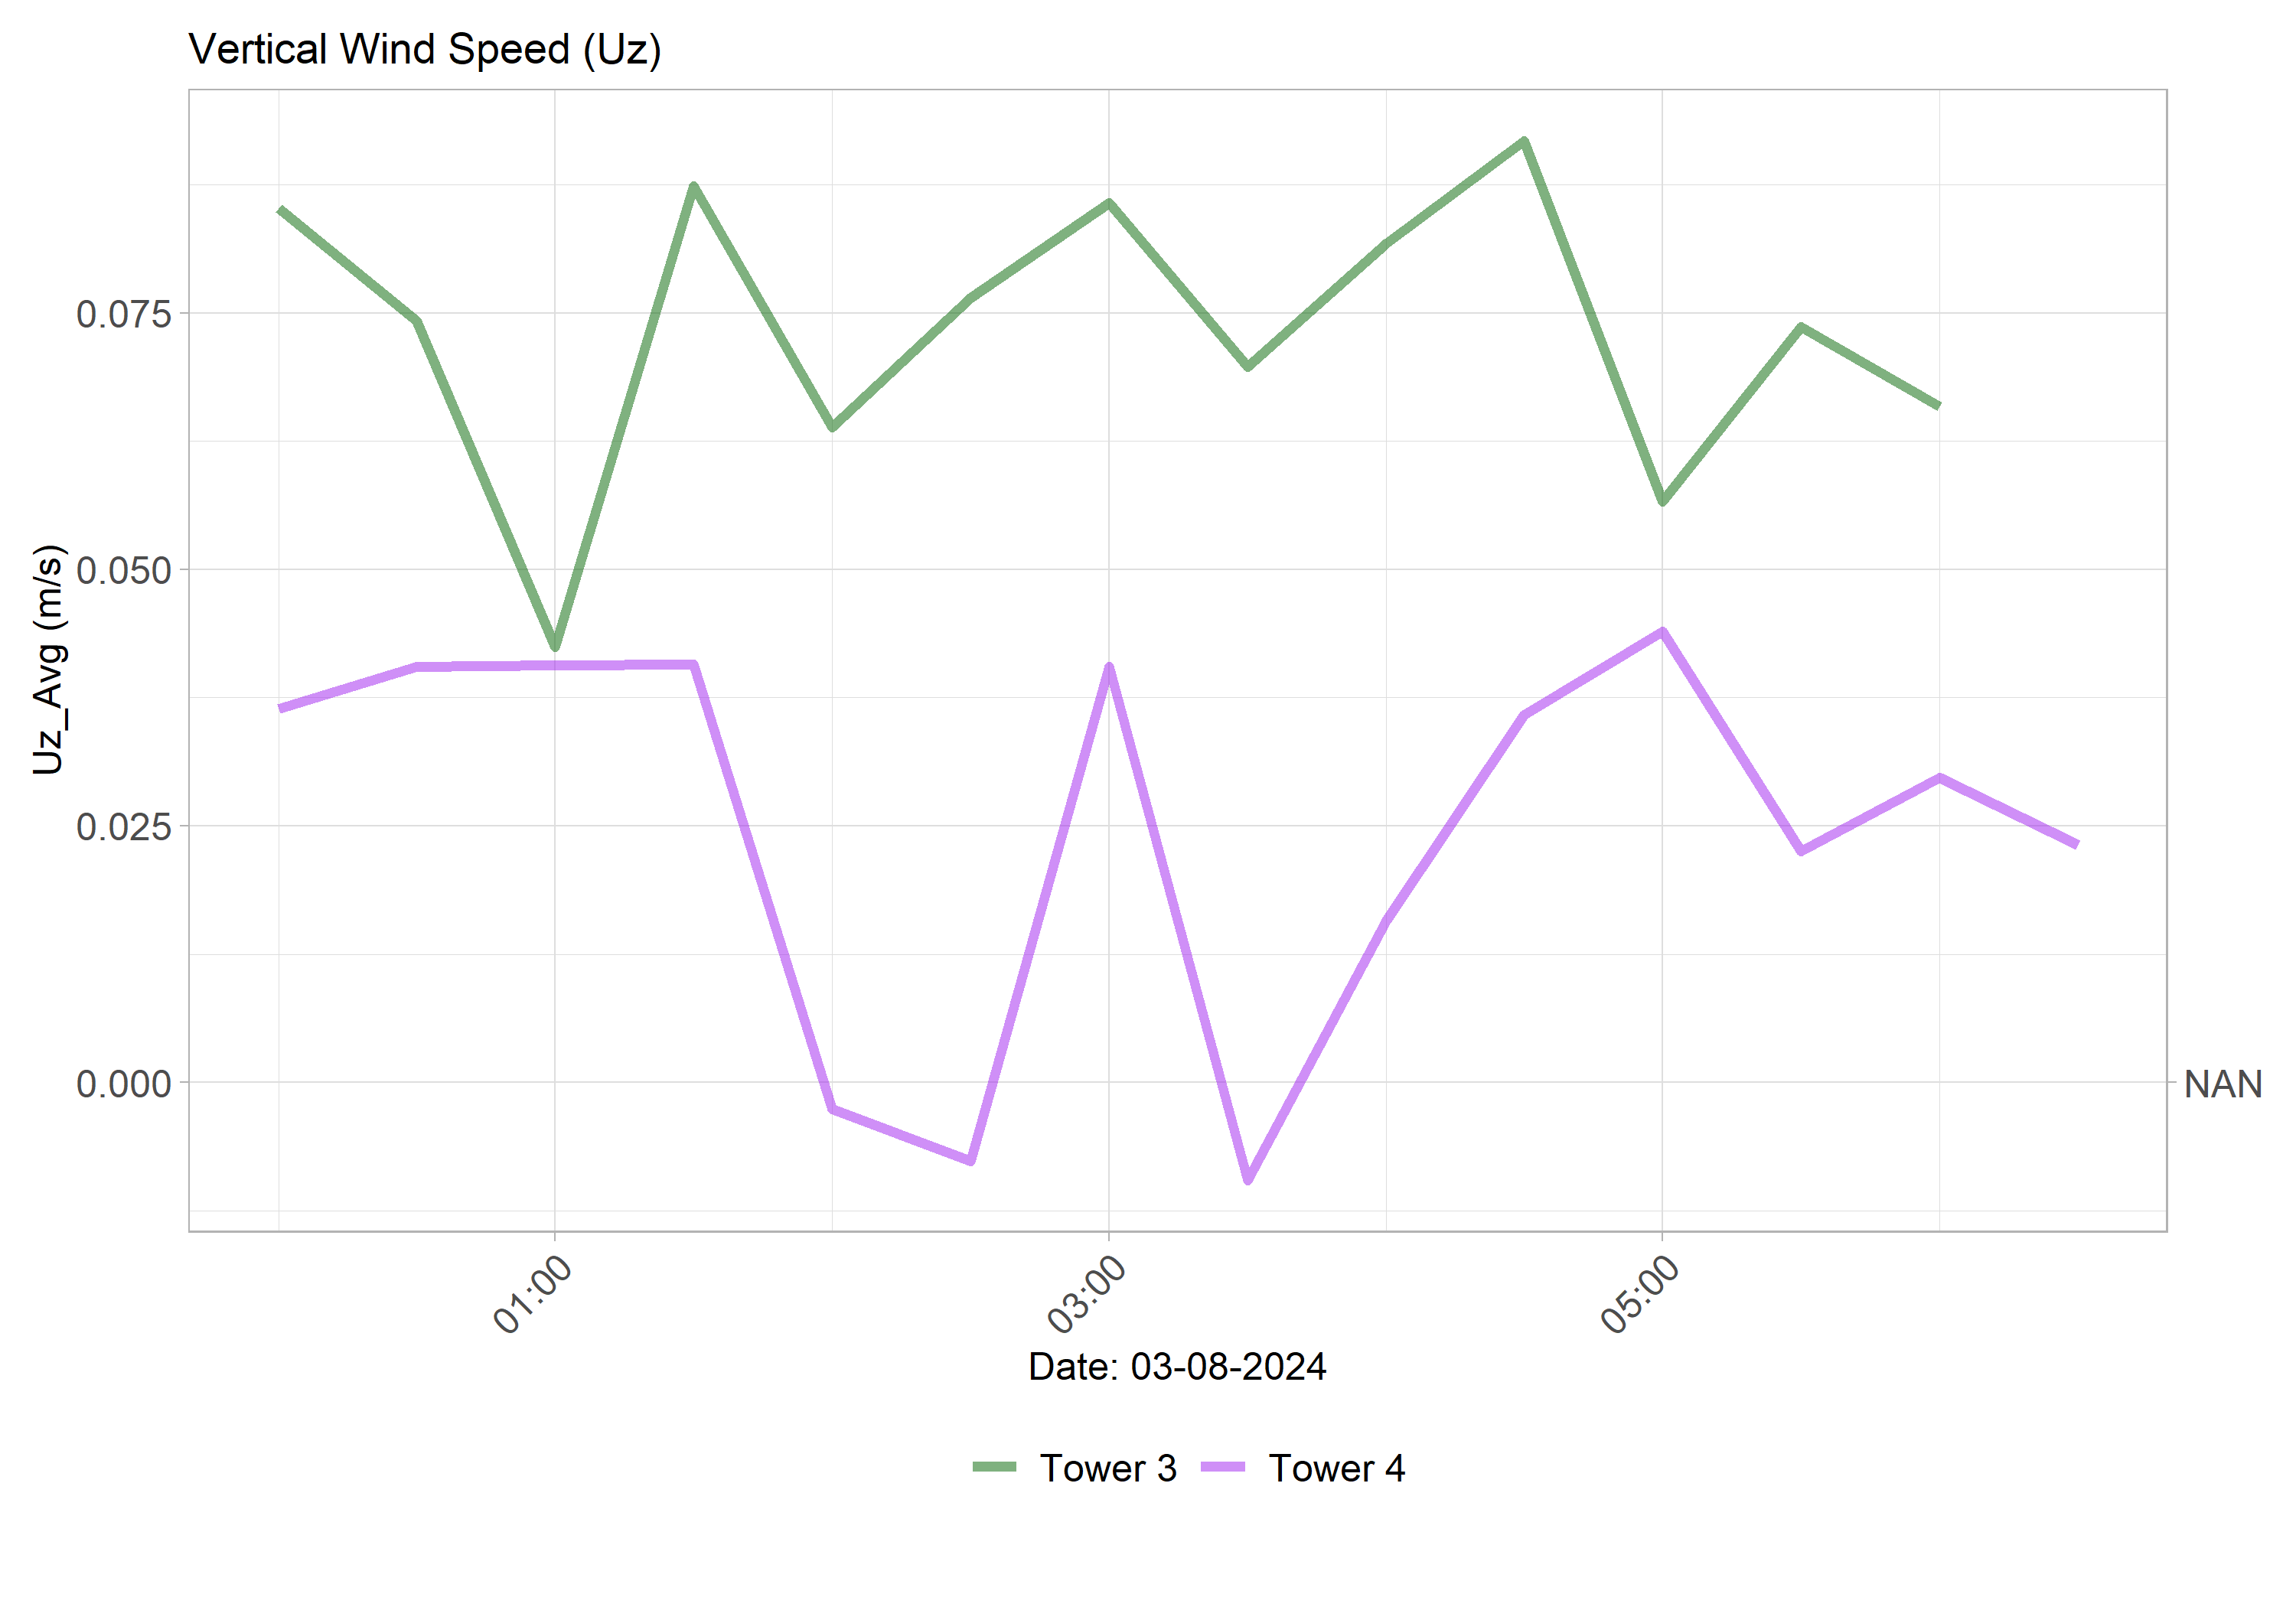 Vertical Wind Speed (Uz)
Uz_Avg (m/s)
0.075
0.050
0.025
0.000
NAN
01:00
03:00
05:00
Date: 03-08-2024
Tower 3
Tower 4